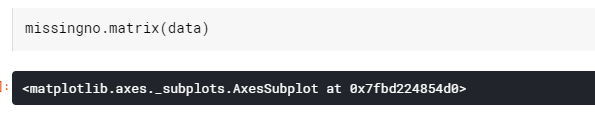 missingno.matrix(data)
]:
<matplotlib.axes._subplots.AxesSubplot at 0x7fbd224854d0>